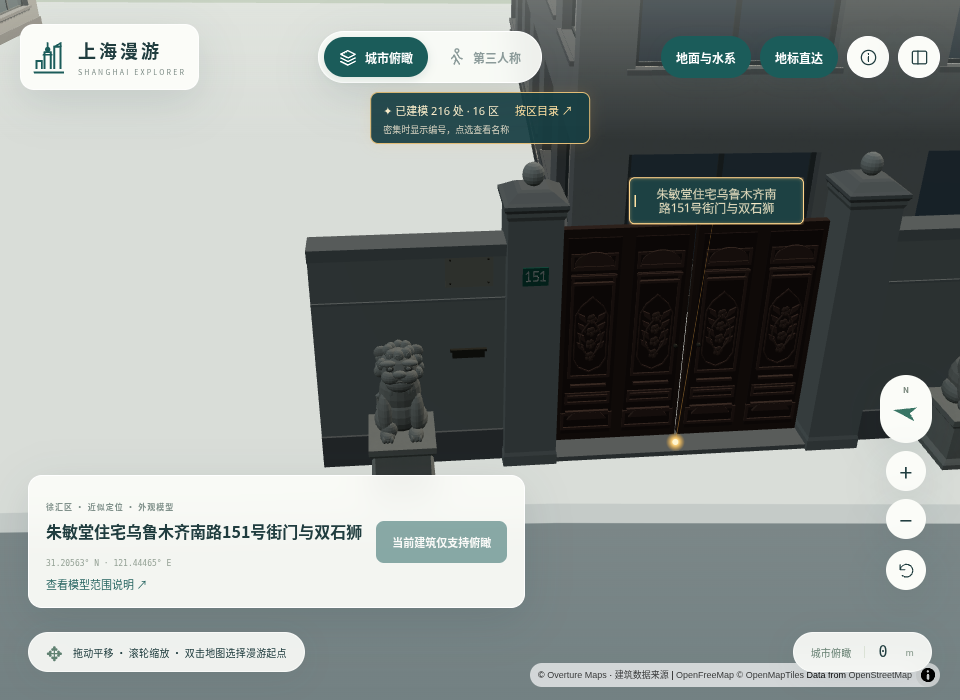 上海漫游
SHANGHAI EXPLORER
城市俯瞰
第三人称
地面与水系
地标直达
✦ 已建模 216 处 · 16 区 按区目录 ↗
密集时显示编号，点选查看名称
朱敏堂住宅乌鲁木齐南
路151号街门与双石狮
151
N
徐汇区 · 近似定位 · 外观模型
朱敏堂住宅乌鲁木齐南路151号街门与双石狮
当前建筑仅支持俯瞰
31.20563° N · 121.44465° E
查看模型范围说明 ↗
拖动平移 · 滚轮缩放 · 双击地图选择漫游起点
城市俯瞰 0 m
© Overture Maps · 建筑数据来源 | OpenFreeMap © OpenMapTiles Data from OpenStreetMap